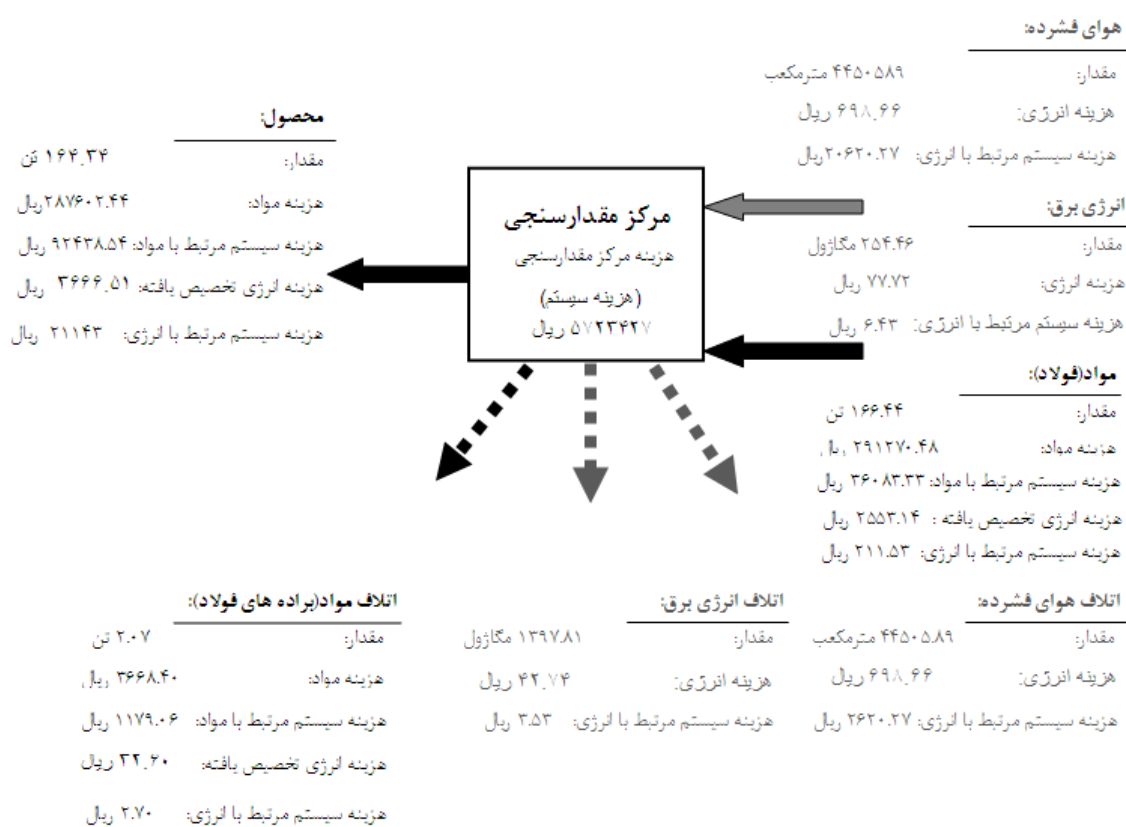 هوای فشرده:
مقدار: ۴۴۵۰۵۸۹ مترمکعب
هزینه انرژی: ۶۹۸.۶۶ ریال
هزینه سیستم مرتبط با انرژی: ۲۰۶۲۰.۲۷ریال
انرژی برق:
مقدار: ۲۵۴.۴۶ مگاژول
هزینه انرژی: ۷۷.۷۲ ریال
هزینه سیستم مرتبط با انرژی: ۶.۴۳ ریال
مواد(فولاد):
مقدار: ۱۶۶.۴۴ تن
هزینه مواد: ۲۹۱۲۷۰.۴۸ ریال
هزینه سیستم مرتبط با مواد: ۳۶۰۸۳.۳۳ ریال
هزینه انرژی تخصیص یافته : ۲۵۵۳.۱۴ ریال
هزینه سیستم مرتبط با انرژی: ۲۱۱.۵۳ ریال
مرکز مقدارسنجی
هزینه مرکز مقدارسنجی
(هزینه سیستم)
۵۷۲۳۴۲۷ ریال
محصول:
مقدار: ۱۶۴.۳۴ تن
هزینه مواد: ۲۸۷۶۰۲.۴۴ریال
هزینه سیستم مرتبط با مواد: ۹۲۴۳۸.۵۴ ریال
هزینه انرژی تخصیص یافته: ۳۶۶۶.۵۱ ریال
هزینه سیستم مرتبط با انرژی: ۲۱۱۴۳ ریال
اتلاف هوای فشرده:
مقدار: ۴۴۵۰۵.۸۹ مترمکعب
هزینه انرژی: ۶۹۸.۶۶ ریال
هزینه سیستم مرتبط با انرژی: ۲۶۲۰.۲۷ ریال
اتلاف انرژی برق:
مقدار: ۱۳۹۷.۸۱ مگاژول
هزینه انرژی: ۴۲.۷۴ ریال
هزینه سیستم مرتبط با انرژی: ۳.۵۳ ریال
اتلاف مواد(براده های فولاد):
مقدار: ۲.۰۷ تن
هزینه مواد: ۳۶۶۸.۴۰ ریال
هزینه سیستم مرتبط با مواد: ۱۱۷۹.۰۶ ریال
هزینه انرژی تخصیص یافته: ۳۲.۶۰ ریال
هزینه سیستم مرتبط با انرژی: ۲.۷۰ ریال